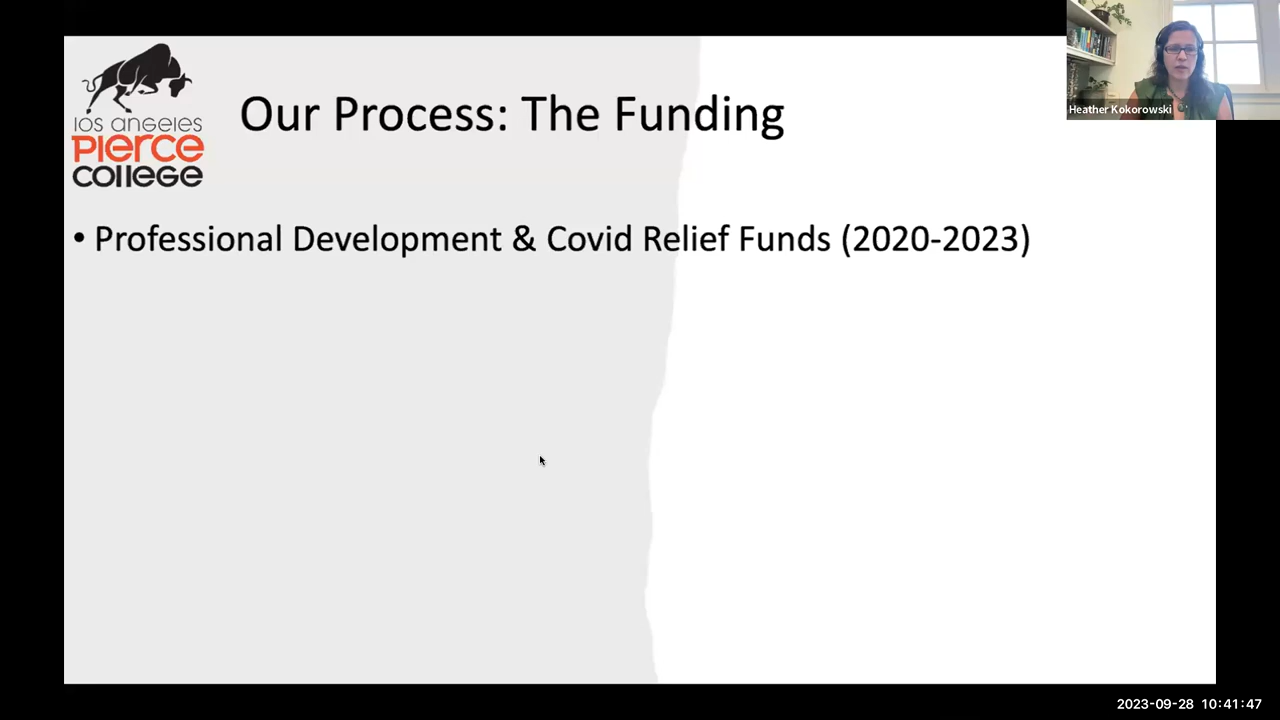 los angeles
PIERCE
COLLEGE
Our Process: The Funding
• Professional Development & Covid Relief Funds (2020-2023)
Heather Kokorowski
2023-09-28 10:41:47